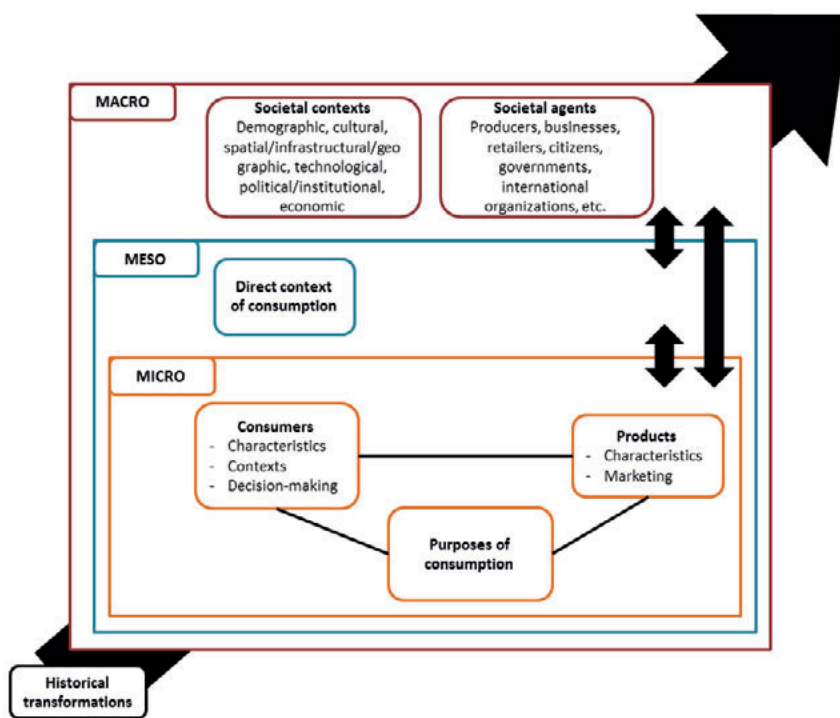 MACRO
Societal contexts
Demographic, cultural,
spatial/infrastructural/geo
graphic, technological,
political/institutional,
economic
Societal agents
Producers, businesses,
retailers, citizens,
governments,
international
organizations, etc.
MESO
Direct context
of consumption
MICRO
Consumers
- Characteristics
- Contexts
- Decision-making
Products
- Characteristics
- Marketing
Purposes of
consumption
Historical
transformations